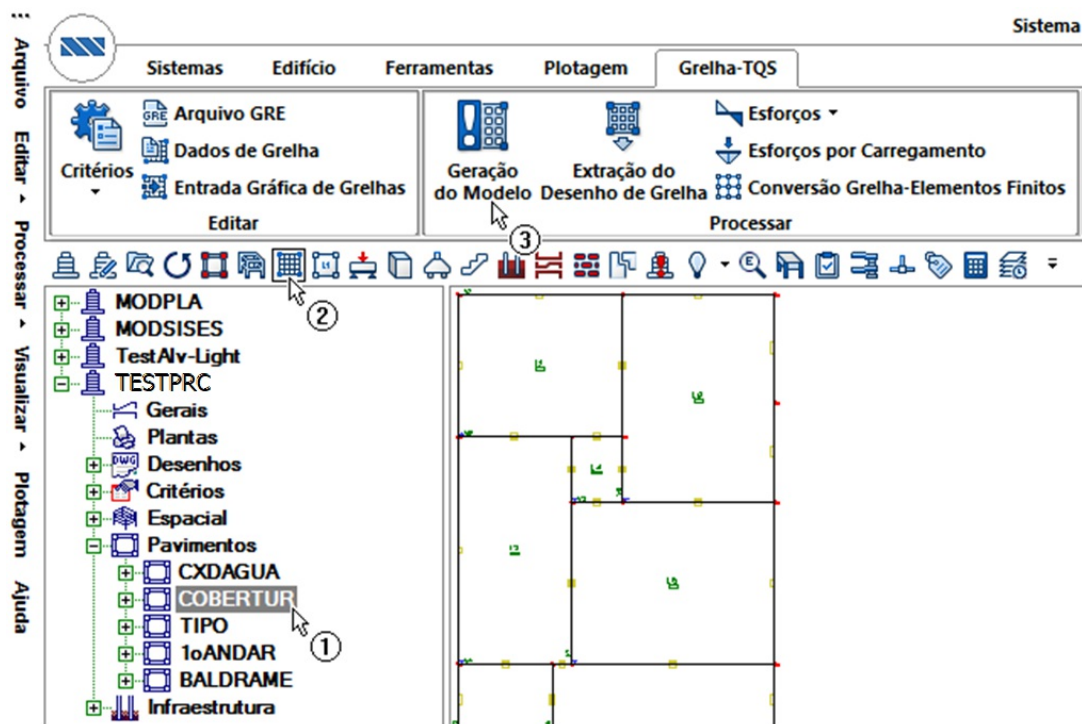 Sistema
Arquivo Editar Processar Visualizar Plotagem Ajuda
Sistemas Edifício Ferramentas Plotagem Grelha-TQS
Critérios
GRE Arquivo GRE
Dados de Grelha
Entrada Gráfica de Grelhas
Editar
Geração
do Modelo
Extração do
Desenho de Grelha
Esforços
Esforços por Carregamento
Conversão Grelha-Elementos Finitos
Processar
3
L1
2
MODPLA
MODSISES
TestAlv-Light
TESTPRC
Gerais
Plantas
DWG Desenhos
Critérios
Espacial
Pavimentos
CXDAGUA
COBERTUR
TIPO
1
1oANDAR
BALDRAME
Infraestrutura